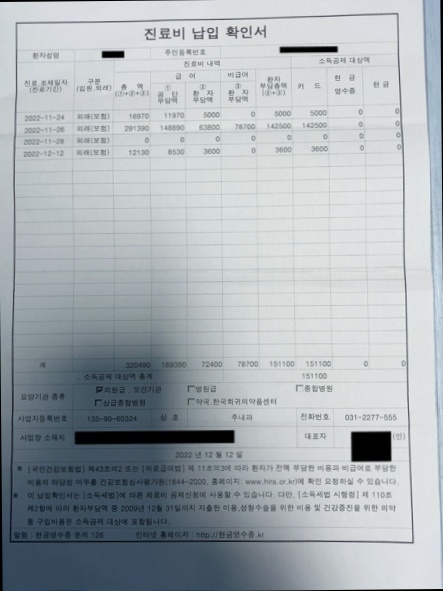 진료비 납입 확인서
환자성명 주민등록번호
진료 조제일자 (진료기간) 구분 (입원,외래) 진료비 내역 소득공제 대상액
총 액 (①+②+③) 급 여 비급여 환자 부담총액 (②+③) 카 드 현 금 영수증 현 금
① 공 단 부담액 ② 환 자 부담액 ③ 환 자 부담액
2022-11-24 외래(보험) 16970 11970 5000 0 5000 5000 0 0
2022-11-26 외래(보험) 291390 148890 63800 78700 142500 142500 0 0
2022-11-28 외래(보험) 0 0 0 0 0 0 0 0
2022-12-12 외래(보험) 12130 8530 3600 0 3600 3600 0 0
계 320490 169390 72400 78700 151100 151100 0 0
소득공제 대상액 총계 151100
요양기관 종류 의원급, 보건기관 병원급 종합병원
상급종합병원 약국,한국희귀의약품센터
사업자등록번호 135-90-60324 상 호 주내과 전화번호 031-2277-555
사업장 소재지 대표자 (인)
2022 년 12 월 12 일
* [국민건강보험법] 제43조의2 또는 [의료급여법] 제 11조의3에 따라 환자가 전액 부담한 비용과 비급여로 부담한
비용의 해당성 여부를 건강보험심사평가원(1644-2000, 홈페이지: www.hira.or.kr)에 확인 요청하실 수 있습니다.
* 이 납입확인서는 [소득세법]에 따른 의료비 공제신청에 사용할 수 있습니다. 다만, [소득세법 시행령] 제 110조
제2항에 따라 환자부담액 중 2009년 12월 31일까지 지출한 미용,성형수술을 위한 비용 및 건강증진을 위한 의약
품 구입비용은 소득공제 대상에 포함됩니다.
알림 : 현금영수증 문의 126 인터넷 홈페이지 : http://현금영수증.kr